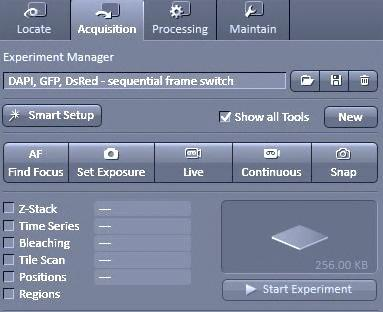 Locate Acquisition Processing Maintain
Experiment Manager
DAPI, GFP, DsRed - sequential frame switch
Smart Setup Show all Tools New
AF
Find Focus Set Exposure Live Continuous Snap
Z-Stack ---
Time Series ---
Bleaching ---
Tile Scan ---
Positions ---
Regions
256.00 KB
Start Experiment